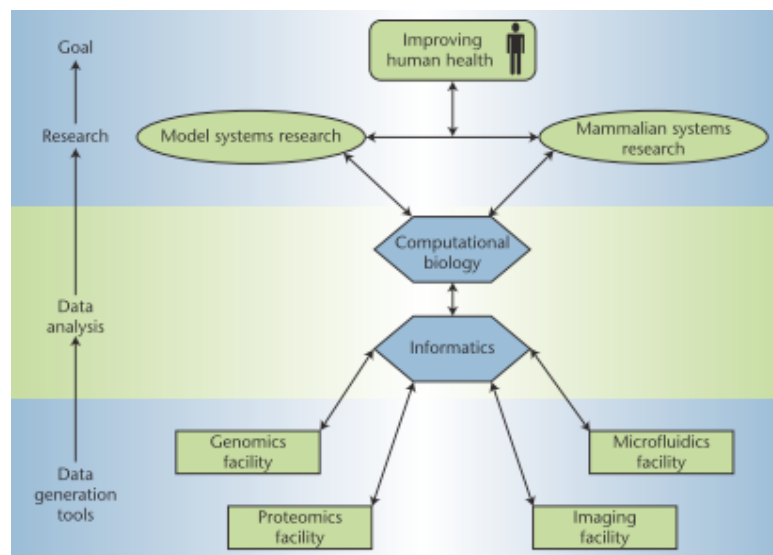 Goal
Improving
human health
Research
Model systems research
Mammalian systems
research
Computational
biology
Data
analysis
Informatics
Genomics
facility
Microfluidics
facility
Data
generation
tools
Proteomics
facility
Imaging
facility